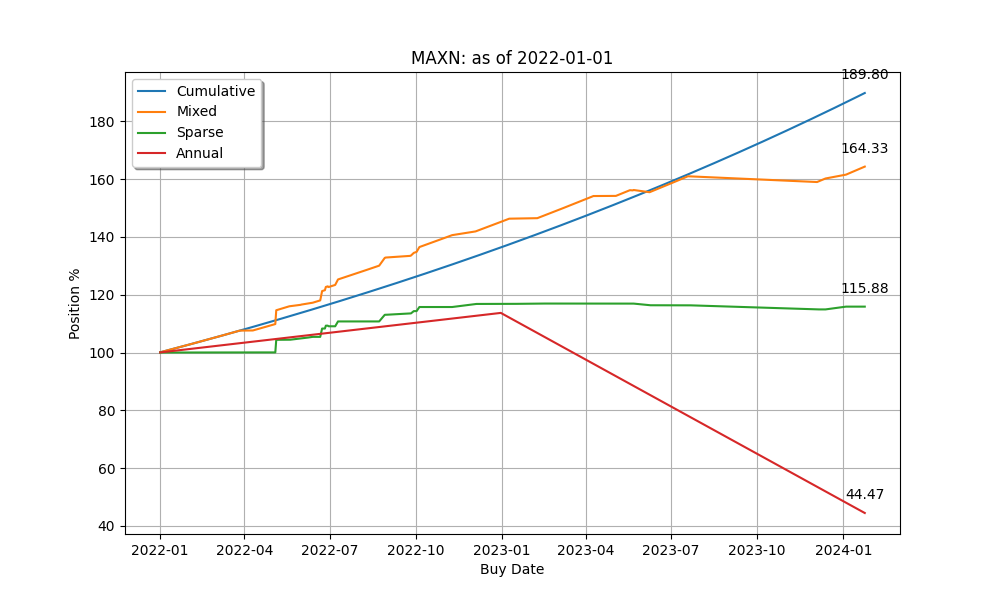 MAXN: as of 2022-01-01
189.80
Cumulative
Mixed
Sparse
Annual
164.33
115.88
44.47
180
160
140
120
100
80
60
40
Position %
2022-01 2022-04 2022-07 2022-10 2023-01 2023-04 2023-07 2023-10 2024-01
Buy Date